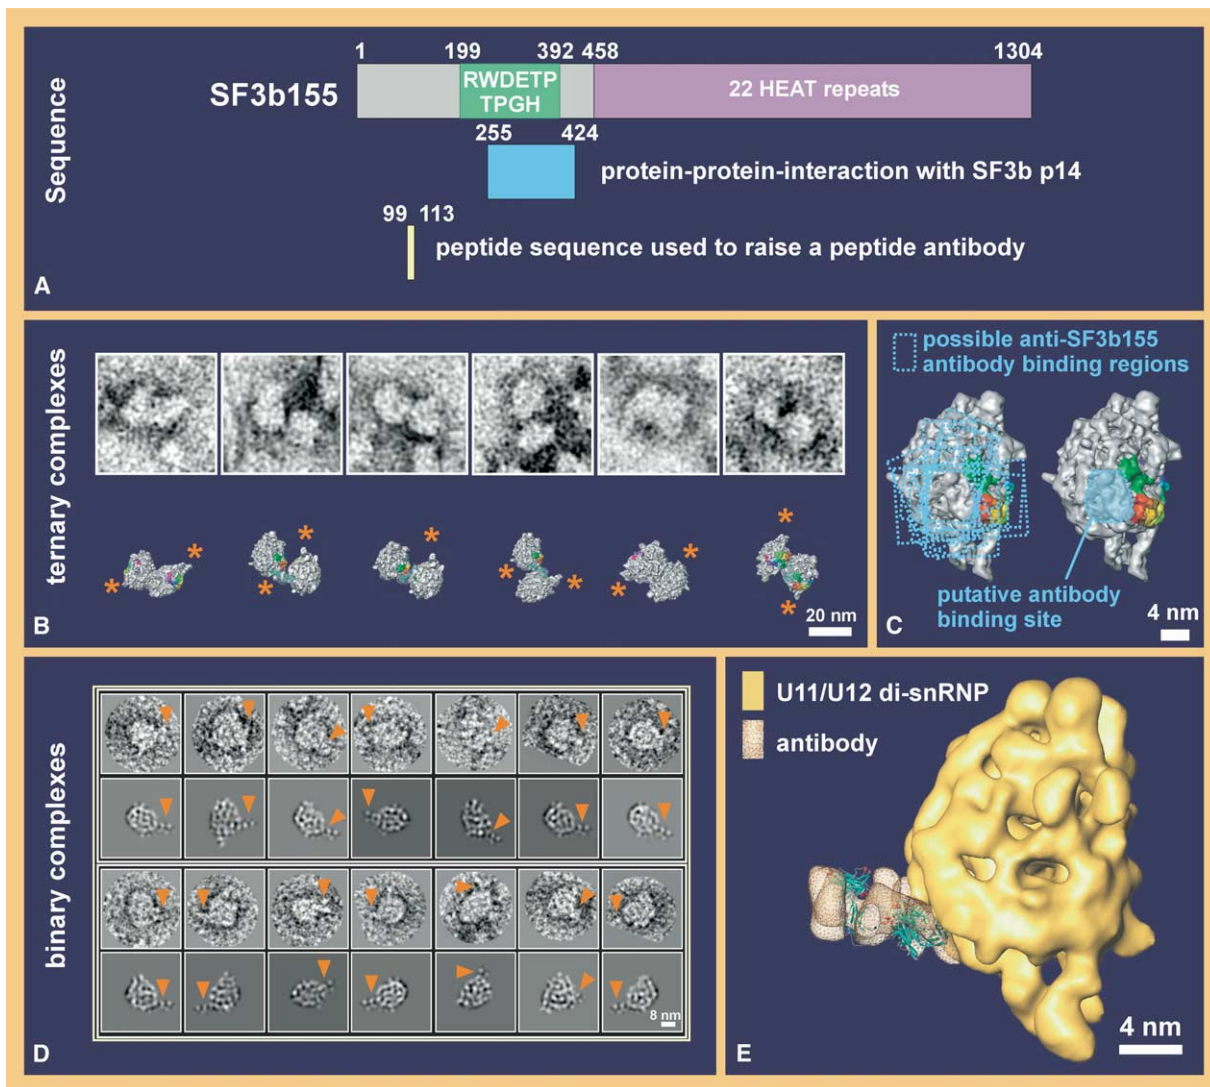 Sequence
1 199 392 458 1304
SF3b155
RWDETP
TPGH
22 HEAT repeats
255 424
protein-protein-interaction with SF3b p14
99 113
peptide sequence used to raise a peptide antibody
A
ternary complexes
* * * * * * * * * *
20 nm
B
possible anti-SF3b155
antibody binding regions
putative antibody
binding site
4 nm
C
binary complexes
8 nm
D
U11/U12 di-snRNP
antibody
4 nm
E